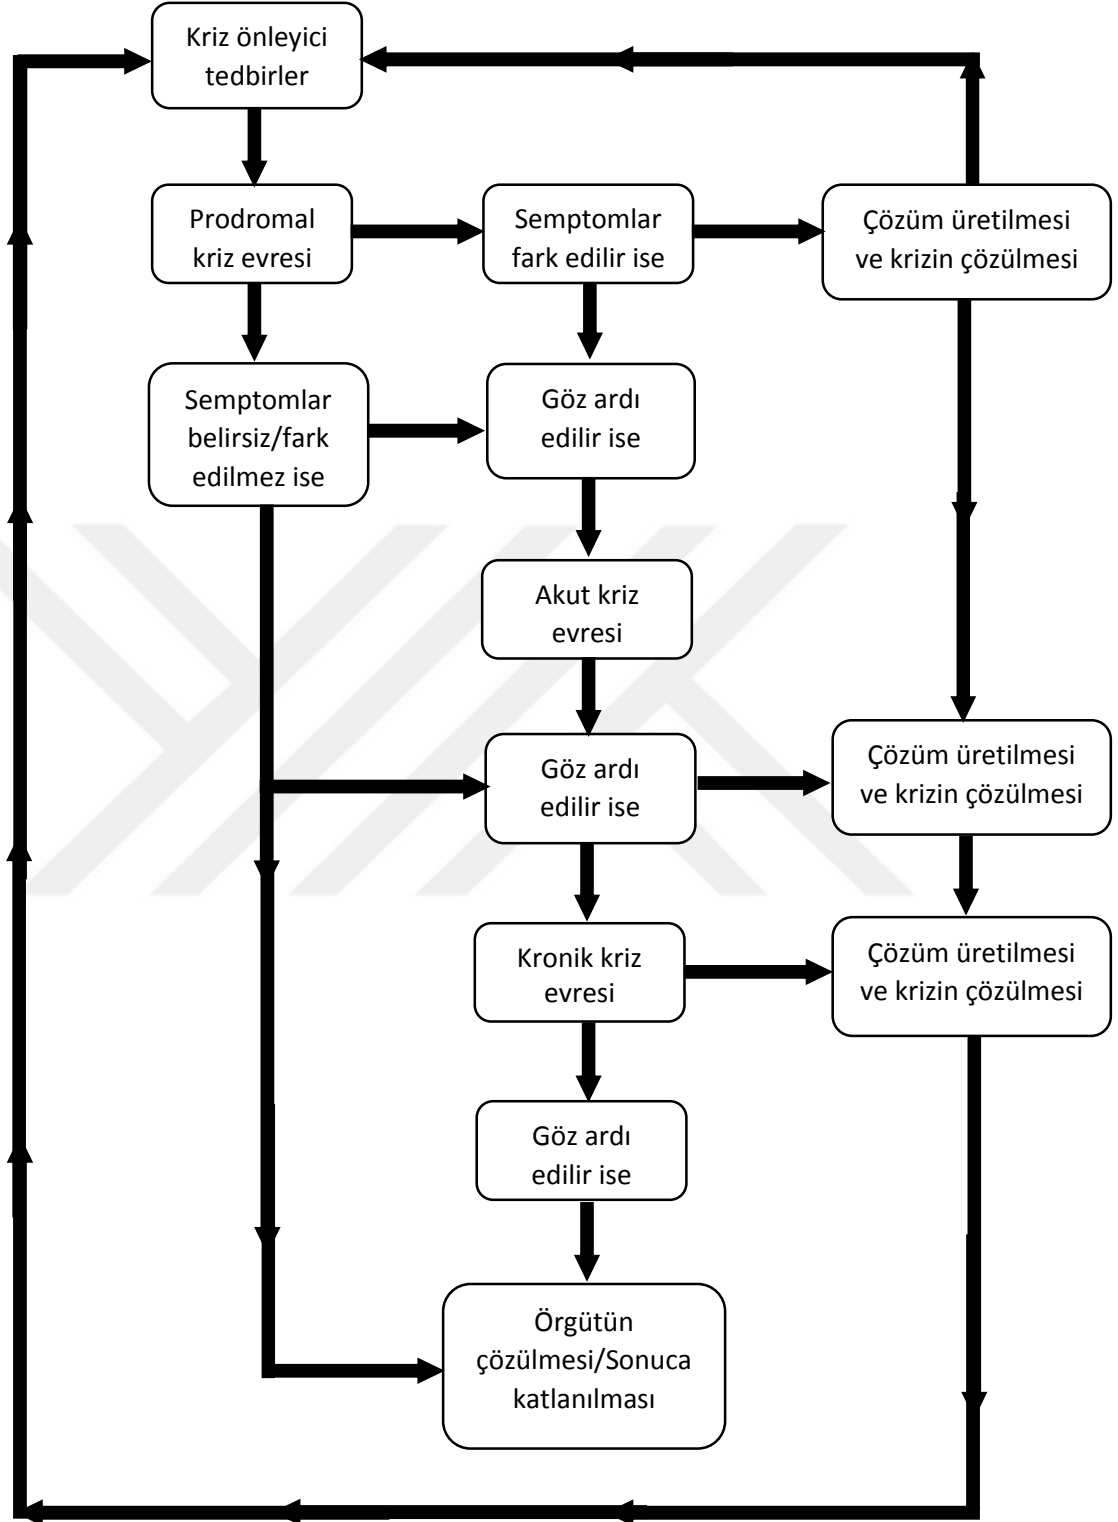 Kriz önleyici
tedbirler
Prodromal
kriz evresi
Semptomlar
fark edilir ise
Çözüm üretilmesi
ve krizin çözülmesi
Semptomlar
belirsiz/fark
edilmez ise
Göz ardı
edilir ise
Akut kriz
evresi
Göz ardı
edilir ise
Çözüm üretilmesi
ve krizin çözülmesi
Kronik kriz
evresi
Çözüm üretilmesi
ve krizin çözülmesi
Göz ardı
edilir ise
Örgütün
çözülmesi/Sonuca
katlanılması